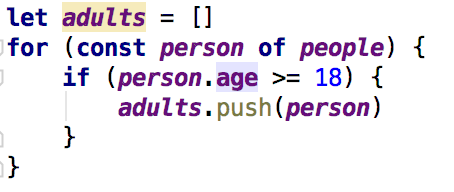 let adults = []
for (const person of people) {
    if (person.age >= 18) {
        adults.push(person)
    }
}